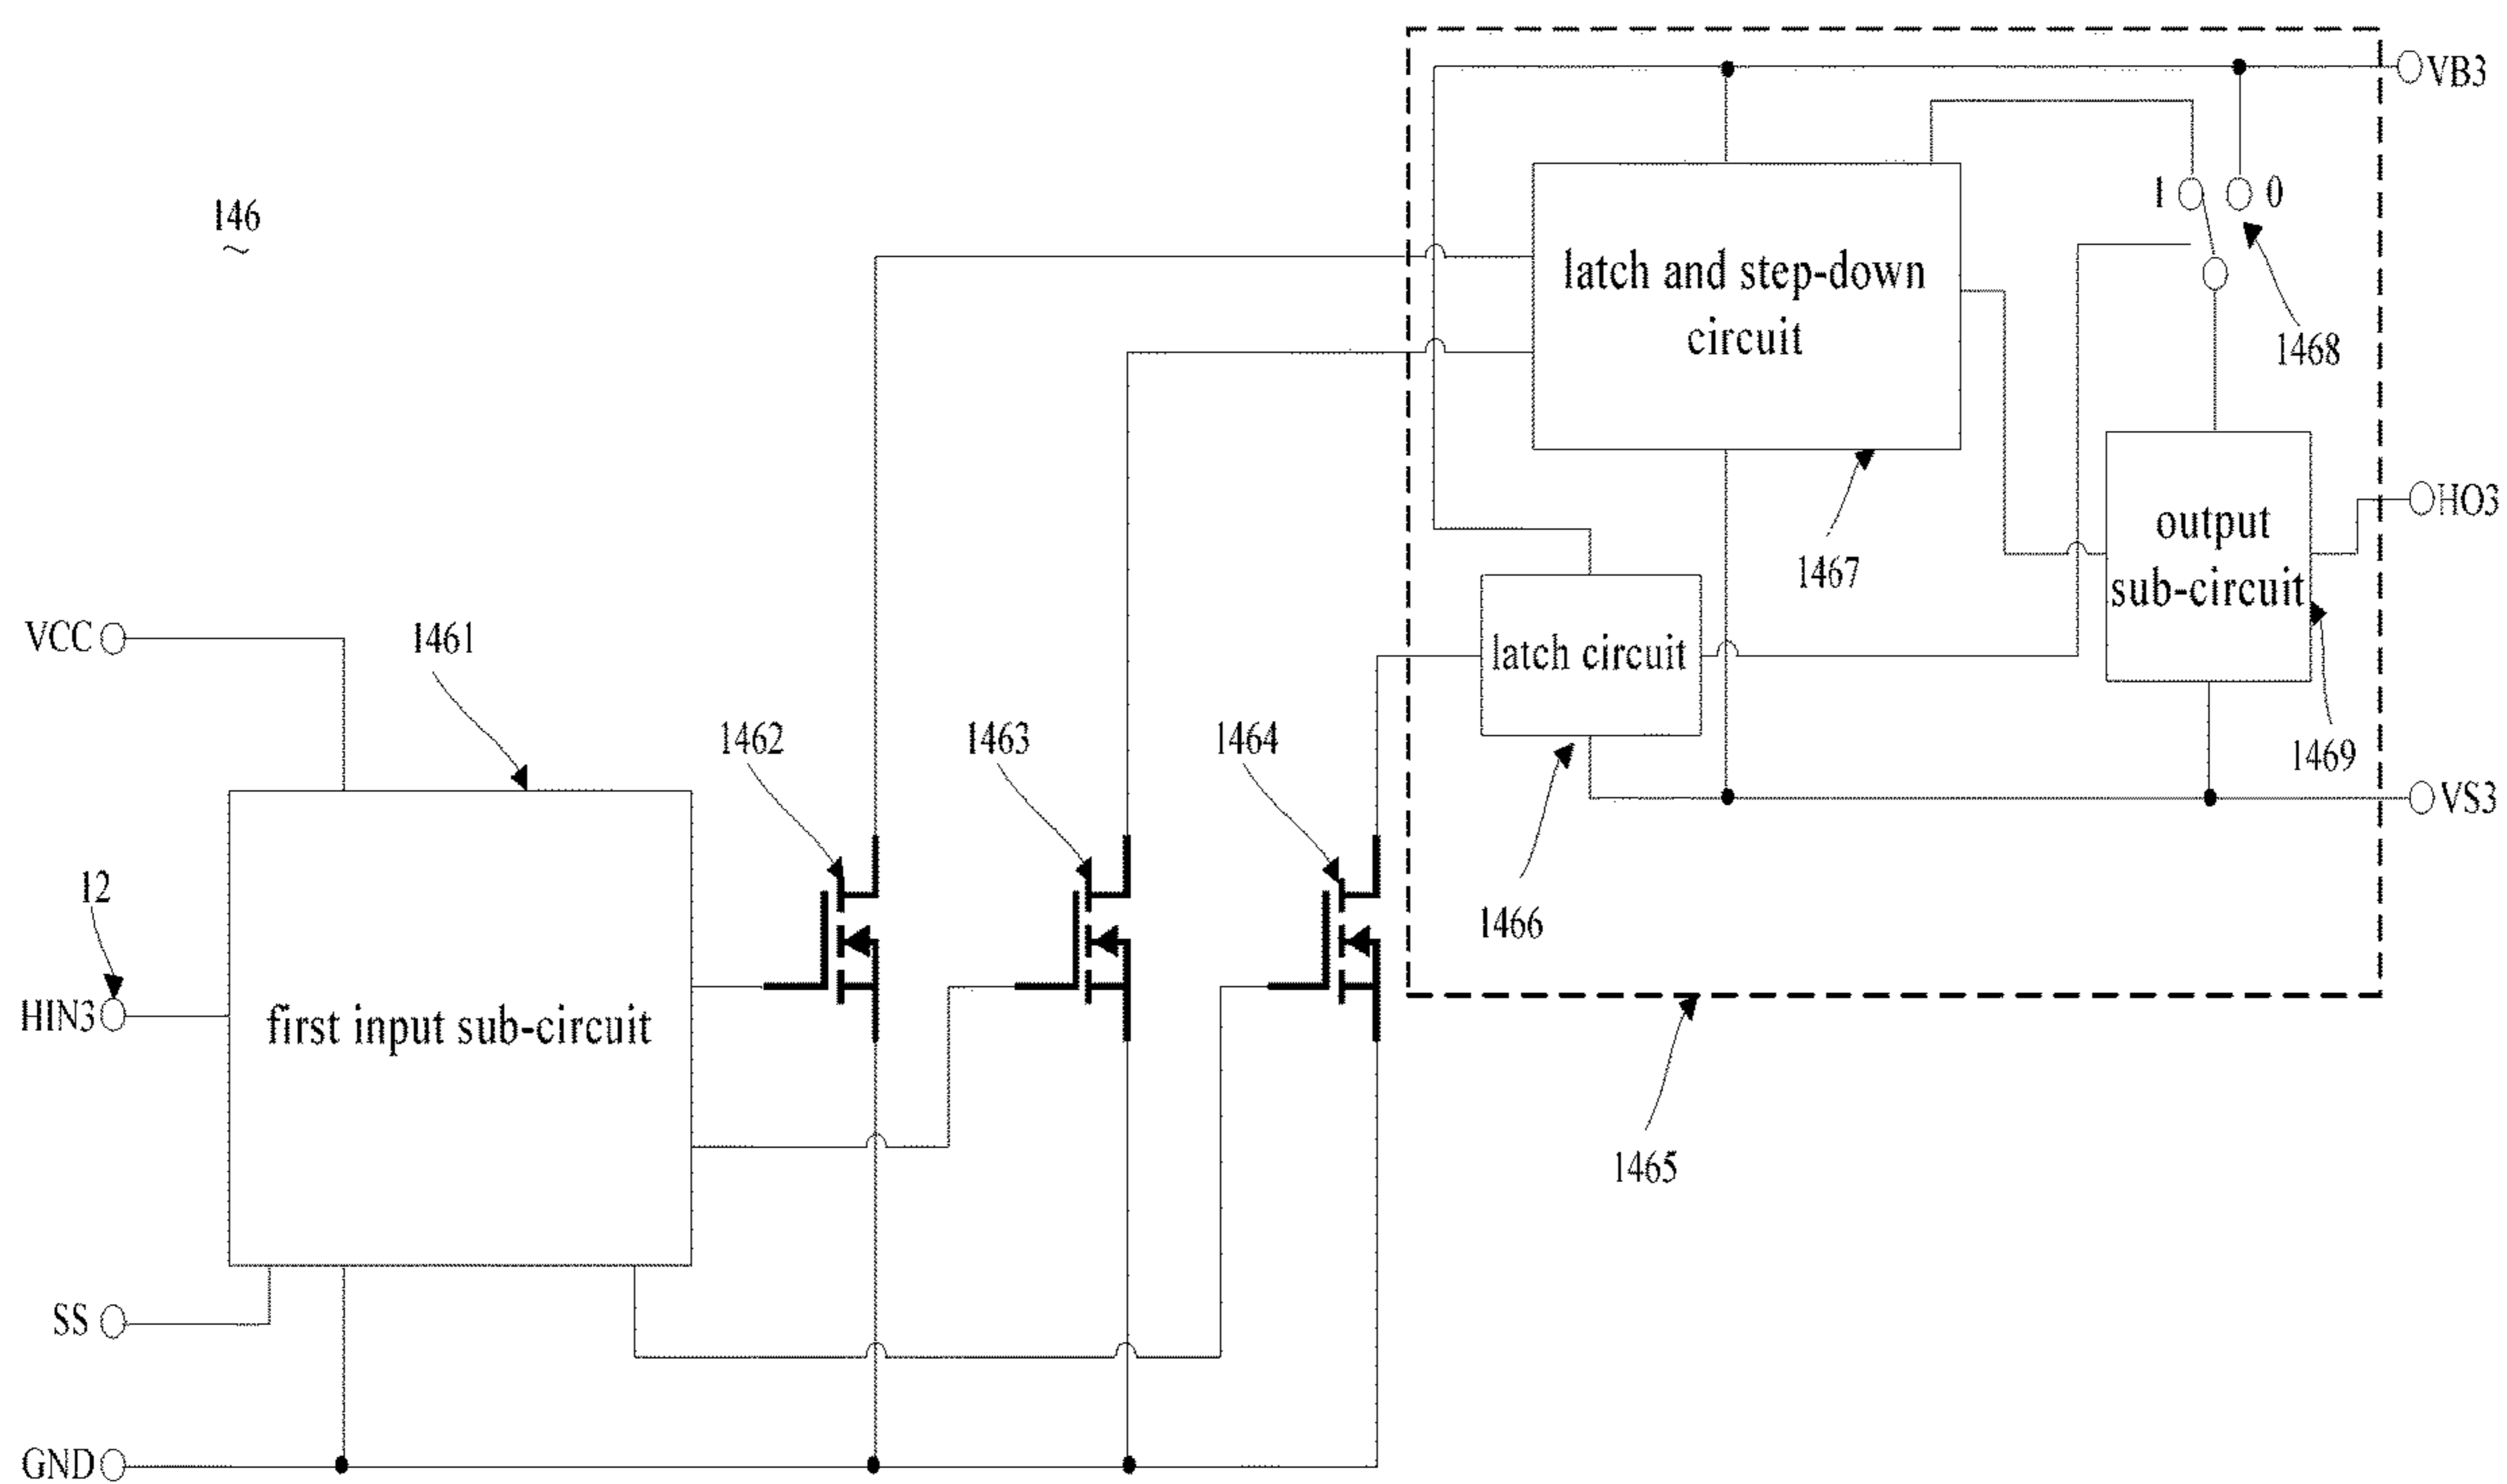 VB3
146
1
0
latch and step-down
circuit
1468
HO3
output
sub-circuit
1467
VCC
1461
latch circuit
1462
1463
1464
1469
VS3
12
1466
HIN3
first input sub-circuit
1465
SS
GND